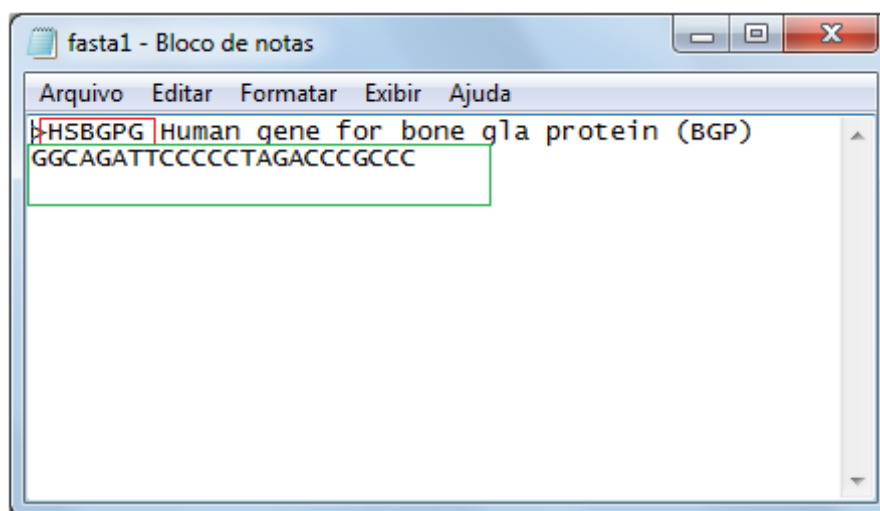 fasta1 - Bloco de notas
Arquivo Editar Formatar Exibir Ajuda
>HSBGPG Human gene for bone gla protein (BGP)
GGCAGATTCCCCCTAGACCCGCCC